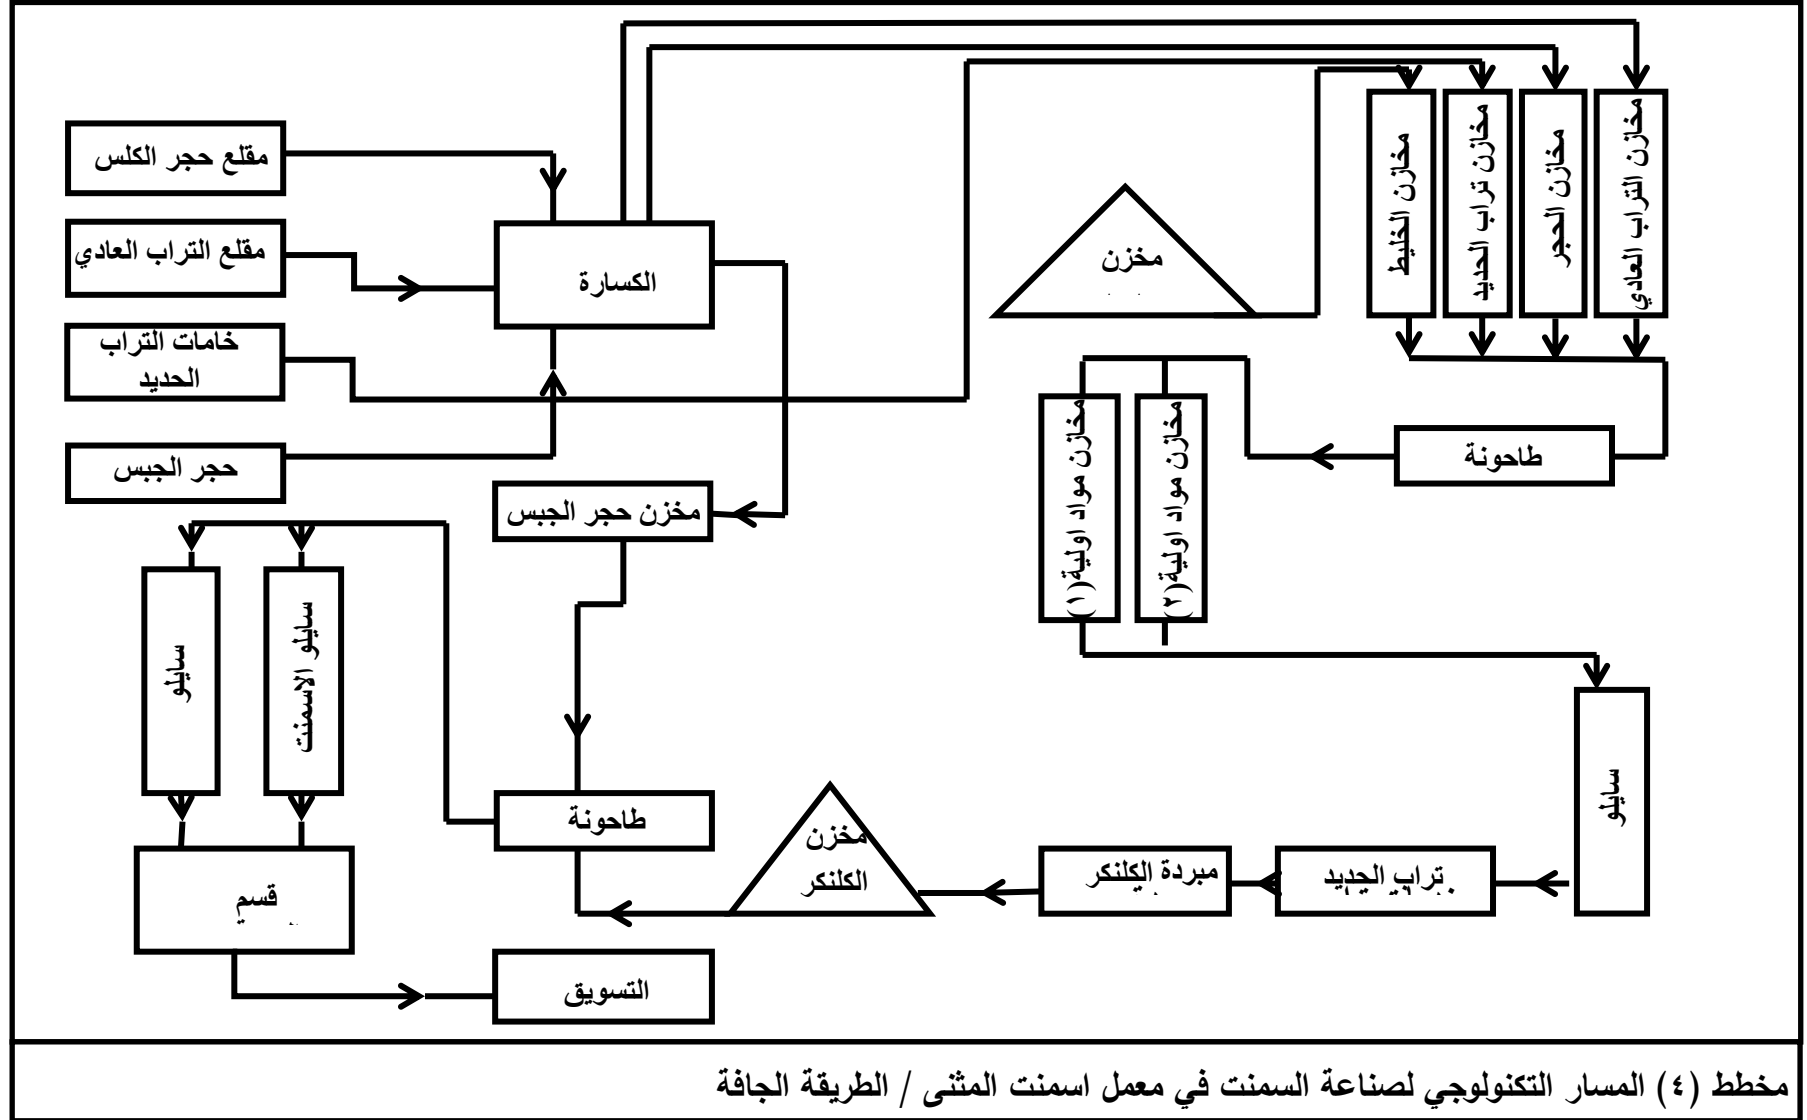 مخازن التراب العادي
مخازن الحجر
مخازن تراب الحديد
مخازن الخليط
مقلع حجر الكلس
مقلع التراب العادي
خامات التراب
الحديد
حجر الجبس
الكسارة
مخزن
طاحونة
مخازن مواد اولية(٢)
مخازن مواد اولية(١)
مخزن حجر الجبس
سايلو الاسمنت
سايلو
سايلو
تراب الحديد
مبردة الكلنكر
مخزن
الكلنكر
طاحونة
قسم
التسويق
مخطط (٤) المسار التكنولوجي لصناعة السمنت في معمل اسمنت المثنى / الطريقة الجافة